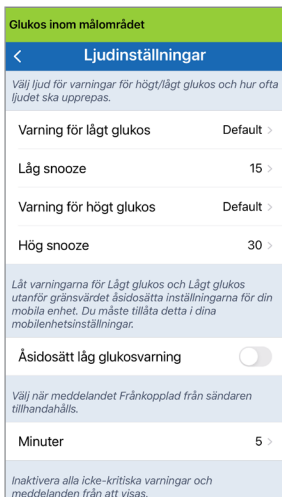 Glukos inom målområdet
Ljudinställningar
Välj ljud för varningar för högt/lågt glukos och hur ofta
ljudet ska upprepas.
Varning för lågt glukos Default
Låg snooze 15
Varning för högt glukos Default
Hög snooze 30
Låt varningarna för Lågt glukos och Lågt glukos
utanför gränsvärdet åsidosätta inställningarna för din
mobila enhet. Du måste tillåta detta i dina
mobilenhetsinställningar.
Åsidosätt låg glukosvarning
Välj när meddelandet Frånkopplad från sändaren
tillhandahålls.
Minuter 5
Inaktivera alla icke-kritiska varningar och
meddelanden från att visas.